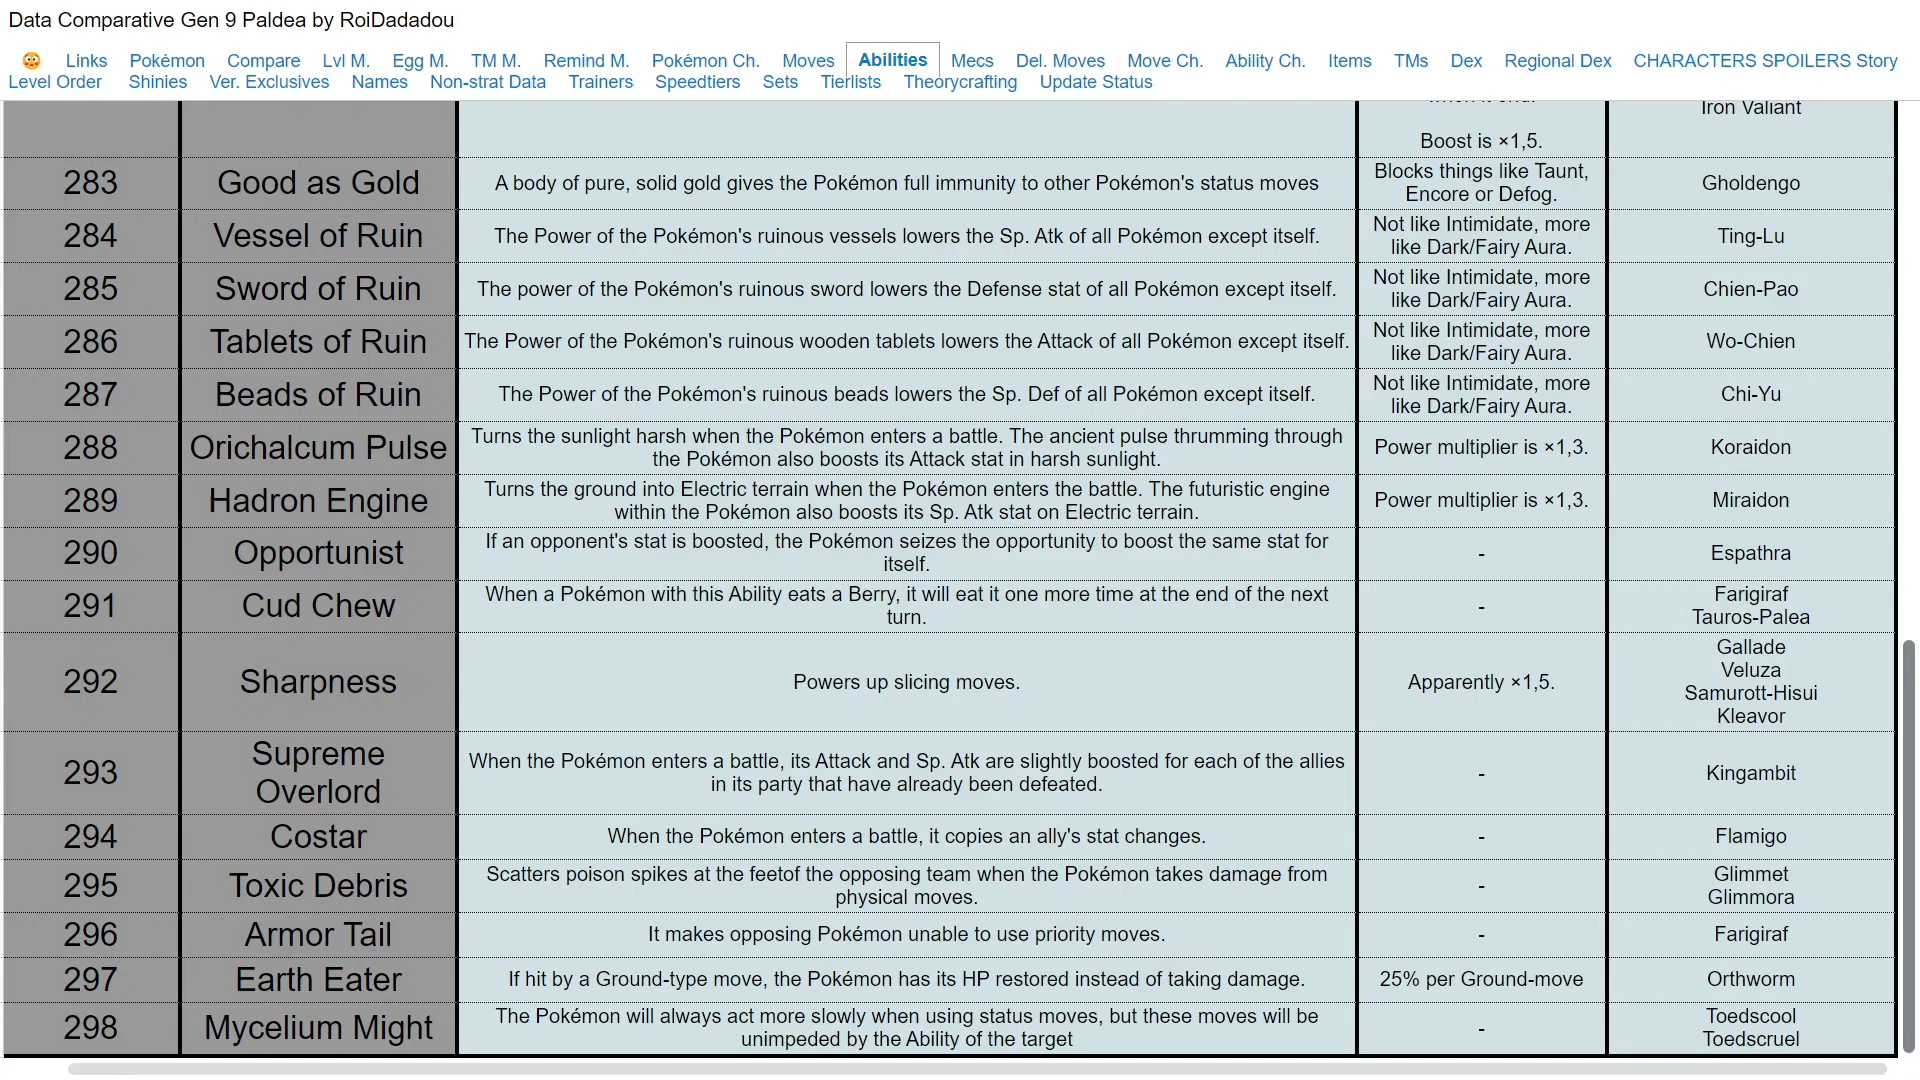 Data Comparative Gen 9 Paldea by RoiDadadou
Links Pokémon Compare Lvl M. Egg M. TM M. Remind M. Pokémon Ch. Moves Abilities Mecs Del. Moves Move Ch. Ability Ch. Items TMs Dex Regional Dex CHARACTERS SPOILERS Story
Level Order Shinies Ver. Exclusives Names Non-strat Data Trainers Speedtiers Sets Tierlists Theorycrafting Update Status
Iron Valiant
Boost is ×1,5.
283 Good as Gold A body of pure, solid gold gives the Pokémon full immunity to other Pokémon's status moves Blocks things like Taunt,
Encore or Defog. Gholdengo
284 Vessel of Ruin The Power of the Pokémon's ruinous vessels lowers the Sp. Atk of all Pokémon except itself. Not like Intimidate, more
like Dark/Fairy Aura. Ting-Lu
285 Sword of Ruin The power of the Pokémon's ruinous sword lowers the Defense stat of all Pokémon except itself. Not like Intimidate, more
like Dark/Fairy Aura. Chien-Pao
286 Tablets of Ruin The Power of the Pokémon's ruinous wooden tablets lowers the Attack of all Pokémon except itself. Not like Intimidate, more
like Dark/Fairy Aura. Wo-Chien
287 Beads of Ruin The Power of the Pokémon's ruinous beads lowers the Sp. Def of all Pokémon except itself. Not like Intimidate, more
like Dark/Fairy Aura. Chi-Yu
288 Orichalcum Pulse Turns the sunlight harsh when the Pokémon enters a battle. The ancient pulse thrumming through
the Pokémon also boosts its Attack stat in harsh sunlight. Power multiplier is ×1,3. Koraidon
289 Hadron Engine Turns the ground into Electric terrain when the Pokémon enters the battle. The futuristic engine
within the Pokémon also boosts its Sp. Atk stat on Electric terrain. Power multiplier is ×1,3. Miraidon
290 Opportunist If an opponent's stat is boosted, the Pokémon seizes the opportunity to boost the same stat for
itself. - Espathra
291 Cud Chew When a Pokémon with this Ability eats a Berry, it will eat it one more time at the end of the next
turn. - Farigiraf
Tauros-Palea
292 Sharpness Powers up slicing moves. Apparently ×1,5. Gallade
Veluza
Samurott-Hisui
Kleavor
293 Supreme
Overlord When the Pokémon enters a battle, its Attack and Sp. Atk are slightly boosted for each of the allies
in its party that have already been defeated. - Kingambit
294 Costar When the Pokémon enters a battle, it copies an ally's stat changes. - Flamigo
295 Toxic Debris Scatters poison spikes at the feetof the opposing team when the Pokémon takes damage from
physical moves. - Glimmet
Glimmora
296 Armor Tail It makes opposing Pokémon unable to use priority moves. - Farigiraf
297 Earth Eater If hit by a Ground-type move, the Pokémon has its HP restored instead of taking damage. 25% per Ground-move Orthworm
298 Mycelium Might The Pokémon will always act more slowly when using status moves, but these moves will be
unimpeded by the Ability of the target - Toedscool
Toedscruel